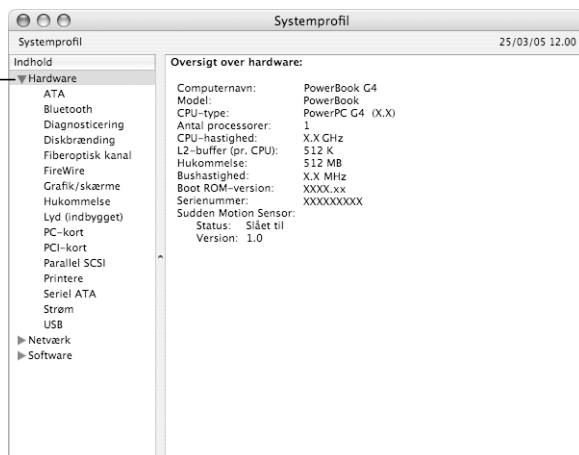 Systemprofil
Systemprofil 25/03/05 12.00
Indhold
Hardware
ATA
Bluetooth
Diagnosticering
Diskbrænding
Fiberoptisk kanal
FireWire
Grafik/skærme
Hukommelse
Lyd (indbygget)
PC-kort
PCI-kort
Parallel SCSI
Printere
Seriel ATA
Strøm
USB
Netværk
Software
Oversigt over hardware:
Computernavn: PowerBook G4
Model: PowerBook
CPU-type: PowerPC G4 (X.X)
Antal processorer: 1
CPU-hastighed: X.X GHz
L2-buffer (pr. CPU): 512 K
Hukommelse: 512 MB
Bushastighed: X.X MHz
Boot ROM-version: XXXX.xx
Serienummer: XXXXXXXXX
Sudden Motion Sensor:
Status: Slået til
Version: 1.0